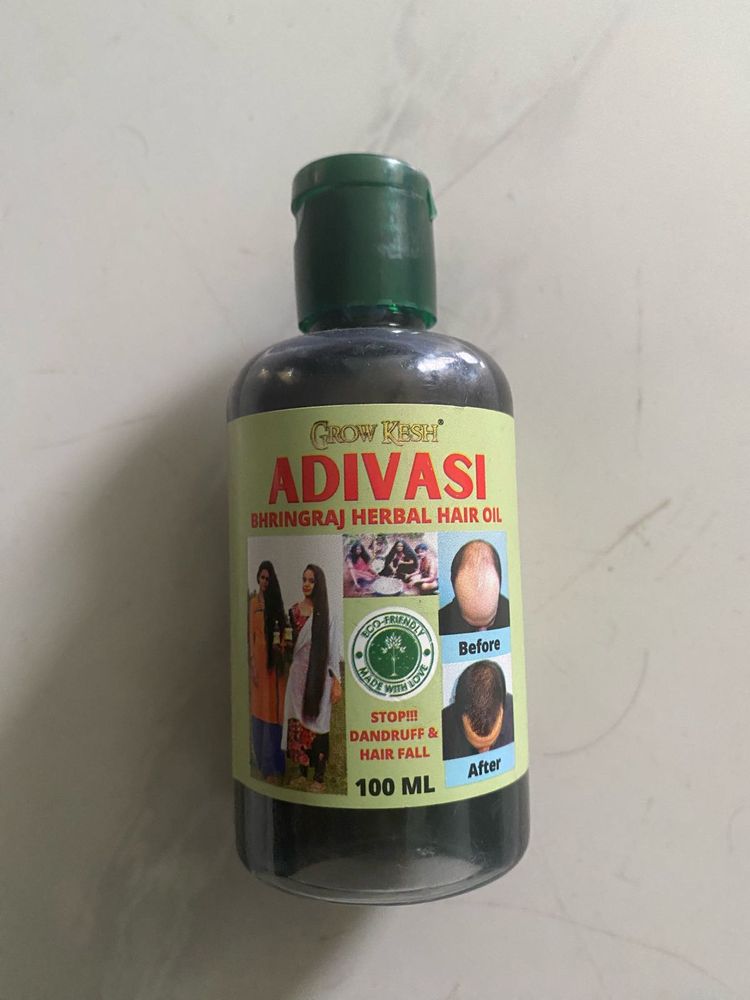 GROW KESH®
ADIVASI
BHRINGRAJ HERBAL HAIR OIL
Before
ECO-FRIENDLY
MADE WITH LOVE
STOP!!!
DANDRUFF &
HAIR FALL
After
100 ML